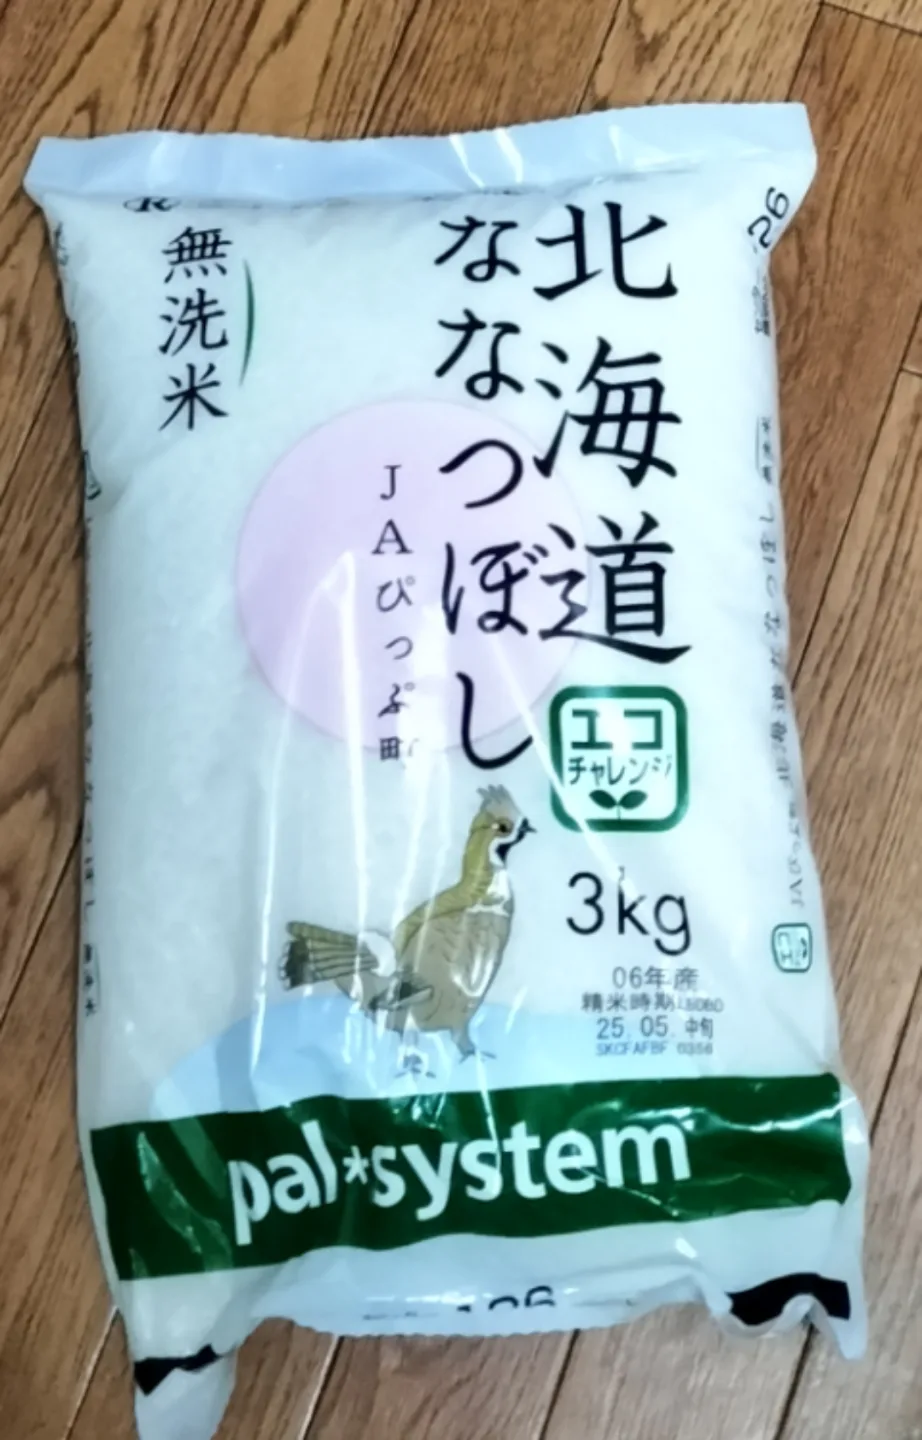 北海道
ななつぼし
JAぴっぷ町
無洗米
エコ
チャレンジ
3kg
06年産
精米時期
25.05.中旬
pal*system